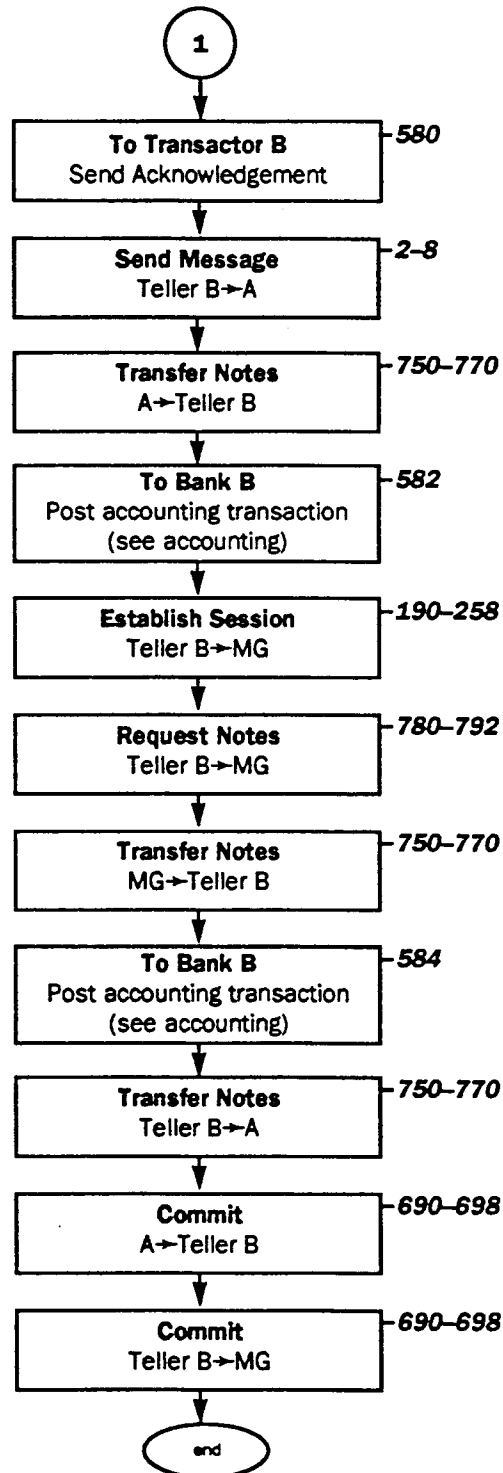 1
To Transactor B
Send Acknowledgement
580
Send Message
Teller B→A
2–8
Transfer Notes
A→Teller B
750–770
To Bank B
Post accounting transaction
(see accounting)
582
Establish Session
Teller B→MG
190–258
Request Notes
Teller B→MG
780–792
Transfer Notes
MG→Teller B
750–770
To Bank B
Post accounting transaction
(see accounting)
584
Transfer Notes
Teller B→A
750–770
Commit
A→Teller B
690–698
Commit
Teller B→MG
690–698
end